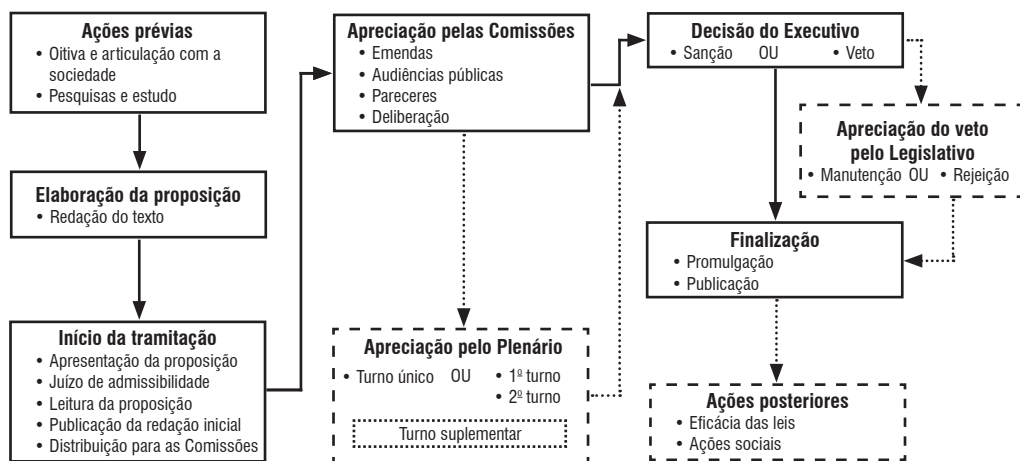 Ações prévias
• Oitiva e articulação com a
sociedade
• Pesquisas e estudo
Elaboração da proposição
• Redação do texto
Início da tramitação
• Apresentação da proposição
• Juízo de admissibilidade
• Leitura da proposição
• Publicação da redação inicial
• Distribuição para as Comissões
Apreciação pelas Comissões
• Emendas
• Audiências públicas
• Pareceres
• Deliberação
Apreciação pelo Plenário
• Turno único OU • 1º turno
• 2º turno
Turno suplementar
Decisão do Executivo
• Sanção OU • Veto
Apreciação do veto
pelo Legislativo
• Manutenção OU • Rejeição
Finalização
• Promulgação
• Publicação
Ações posteriores
• Eficácia das leis
• Ações sociais